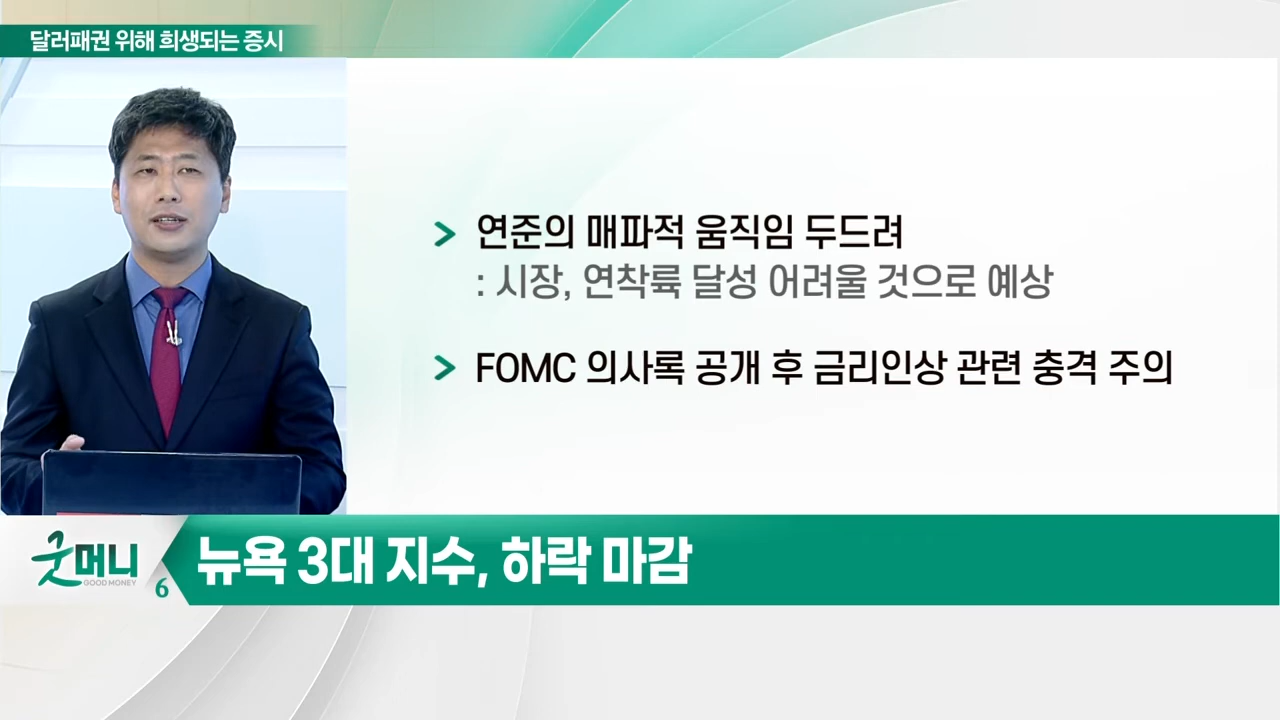 달러패권 위해 희생되는 증시
연준의 매파적 움직임 두드려
: 시장, 연착륙 달성 어려울 것으로 예상
FOMC 의사록 공개 후 금리인상 관련 충격 주의
굿머니
GOOD MONEY
6
뉴욕 3대 지수, 하락 마감